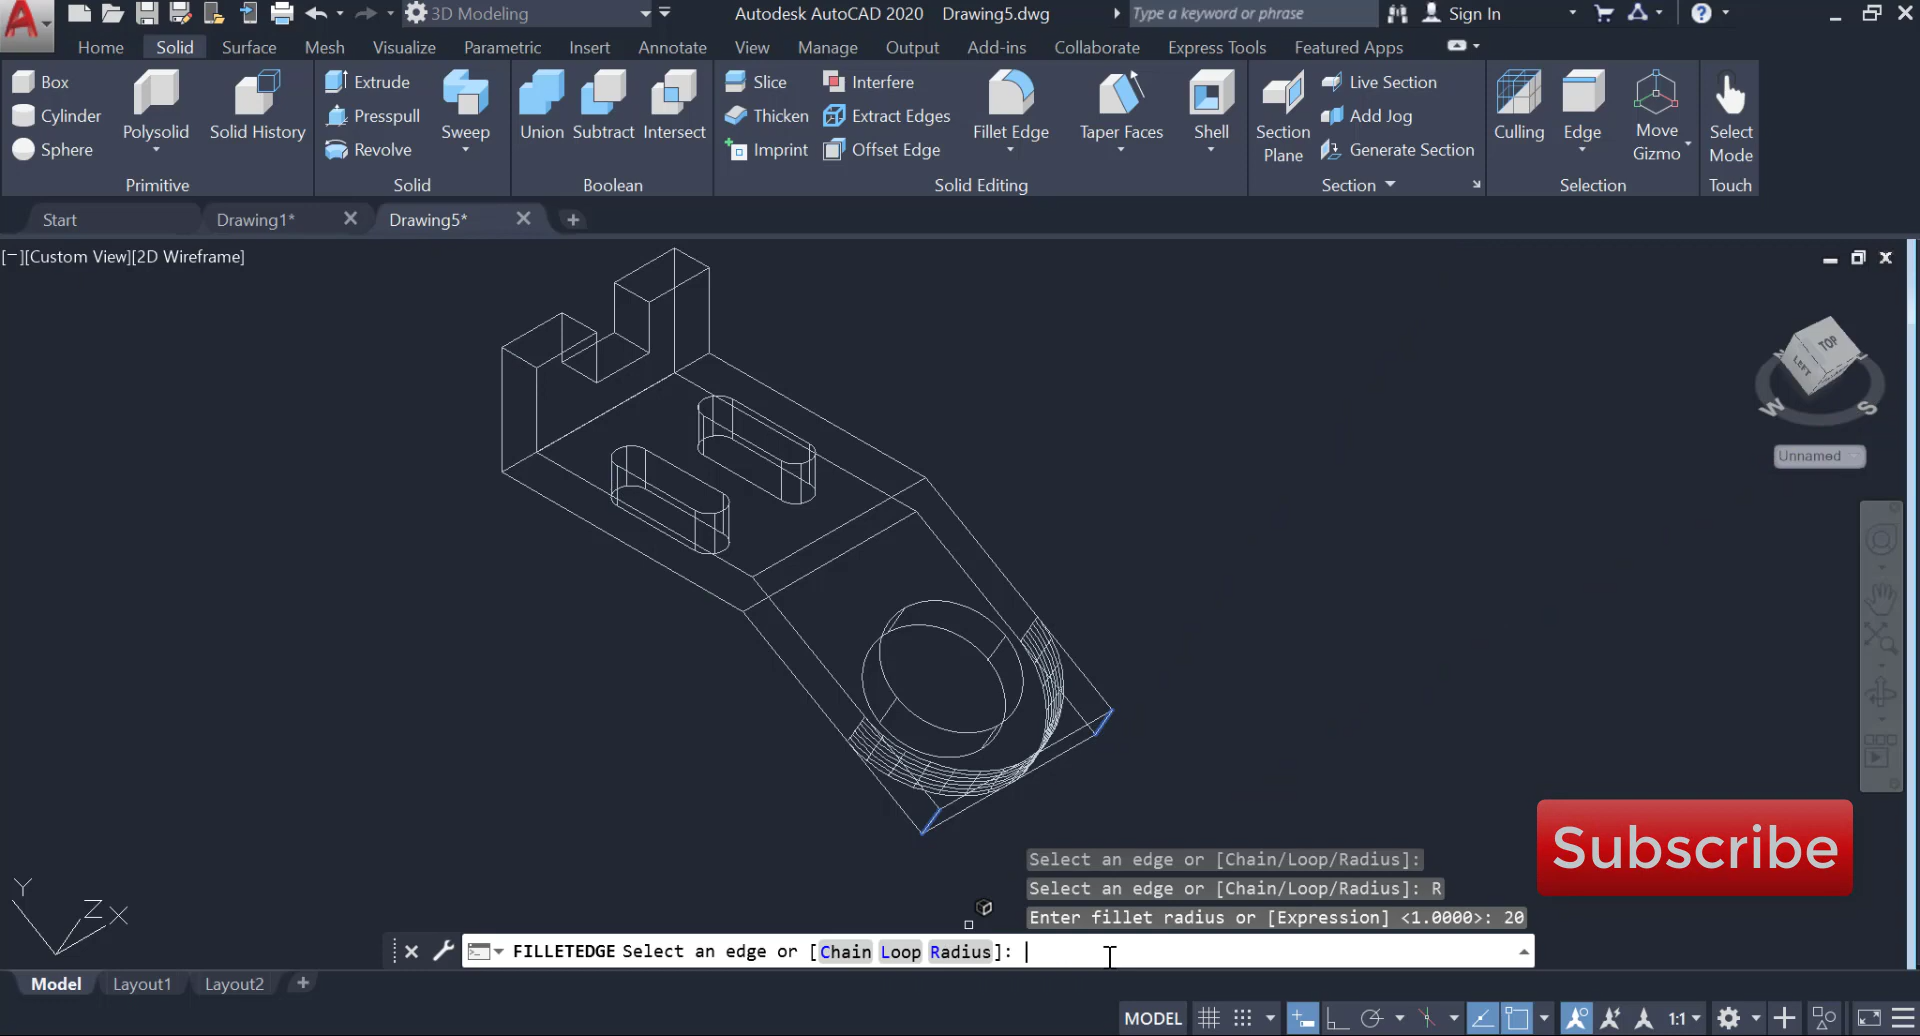 3D Modeling Autodesk AutoCAD 2020 Drawing5.dwg Type a keyword or phrase Sign In
Home Solid Surface Mesh Visualize Parametric Insert Annotate View Manage Output Add-ins Collaborate Express Tools Featured Apps
Box Extrude Slice Interfere Live Section
Cylinder Presspull Thicken Extract Edges Add Jog
Polysolid Solid History Sweep Union Subtract Intersect Fillet Edge Taper Faces Shell Section Plane Culling Edge Move Gizmo Select Mode
Sphere Revolve Imprint Offset Edge Generate Section
Primitive Solid Boolean Solid Editing Section Selection Touch
Start Drawing1* Drawing5*
[−][Custom View][2D Wireframe]
TOP
LEFT
W S
Unnamed
Subscribe
Select an edge or [Chain/Loop/Radius]:
Select an edge or [Chain/Loop/Radius]: R
Enter fillet radius or [Expression] <1.0000>: 20
Y
Z X
FILLETEDGE Select an edge or [Chain Loop Radius]:
Model Layout1 Layout2
MODEL 1:1